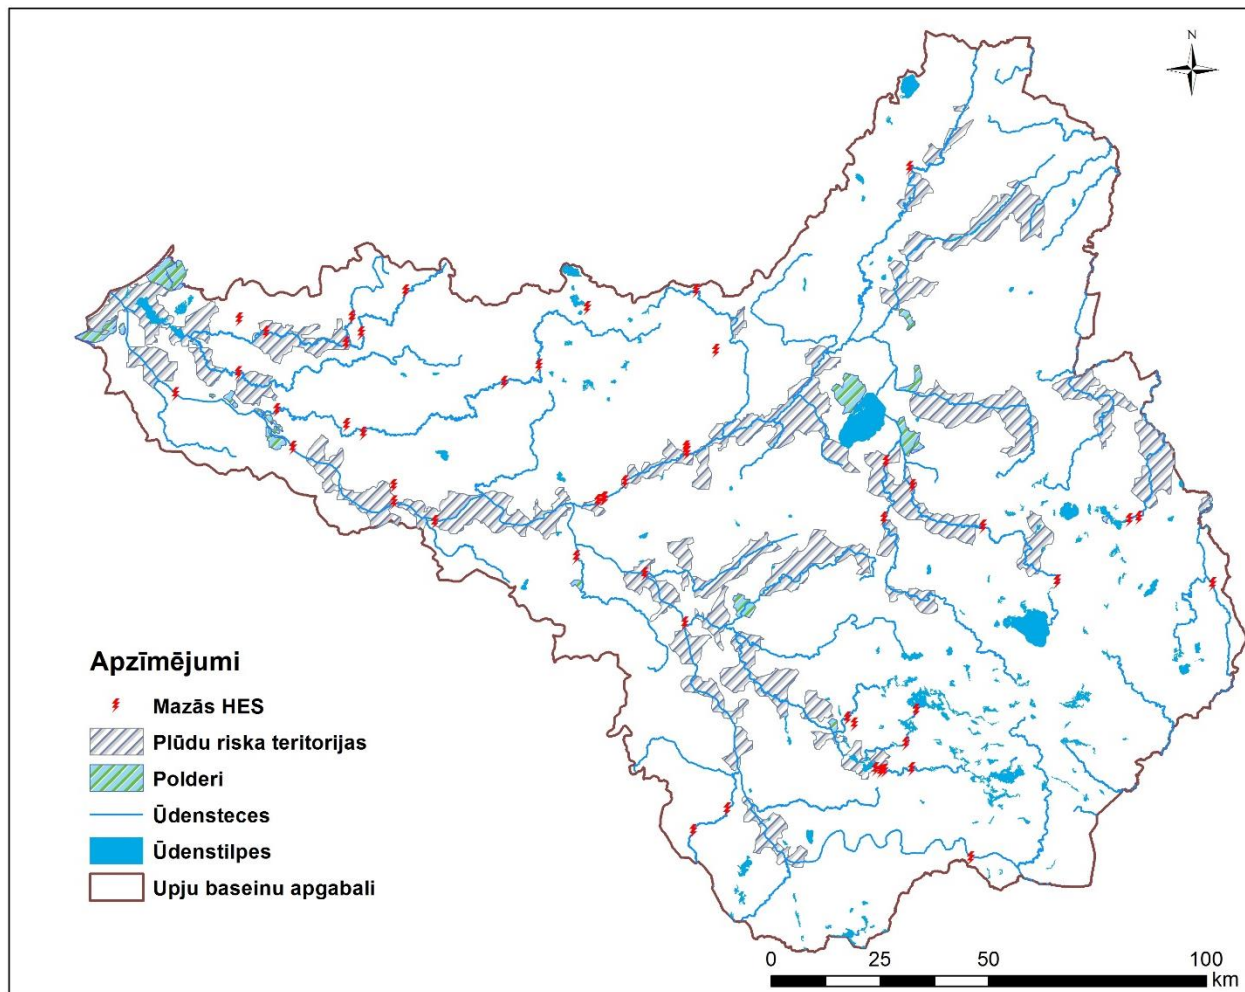 N
Apzīmējumi
Mazās HES
Plūdu riska teritorijas
Polderi
Ūdensteces
Ūdenstilpes
Upju baseinu apgabali
0 25 50 100
km